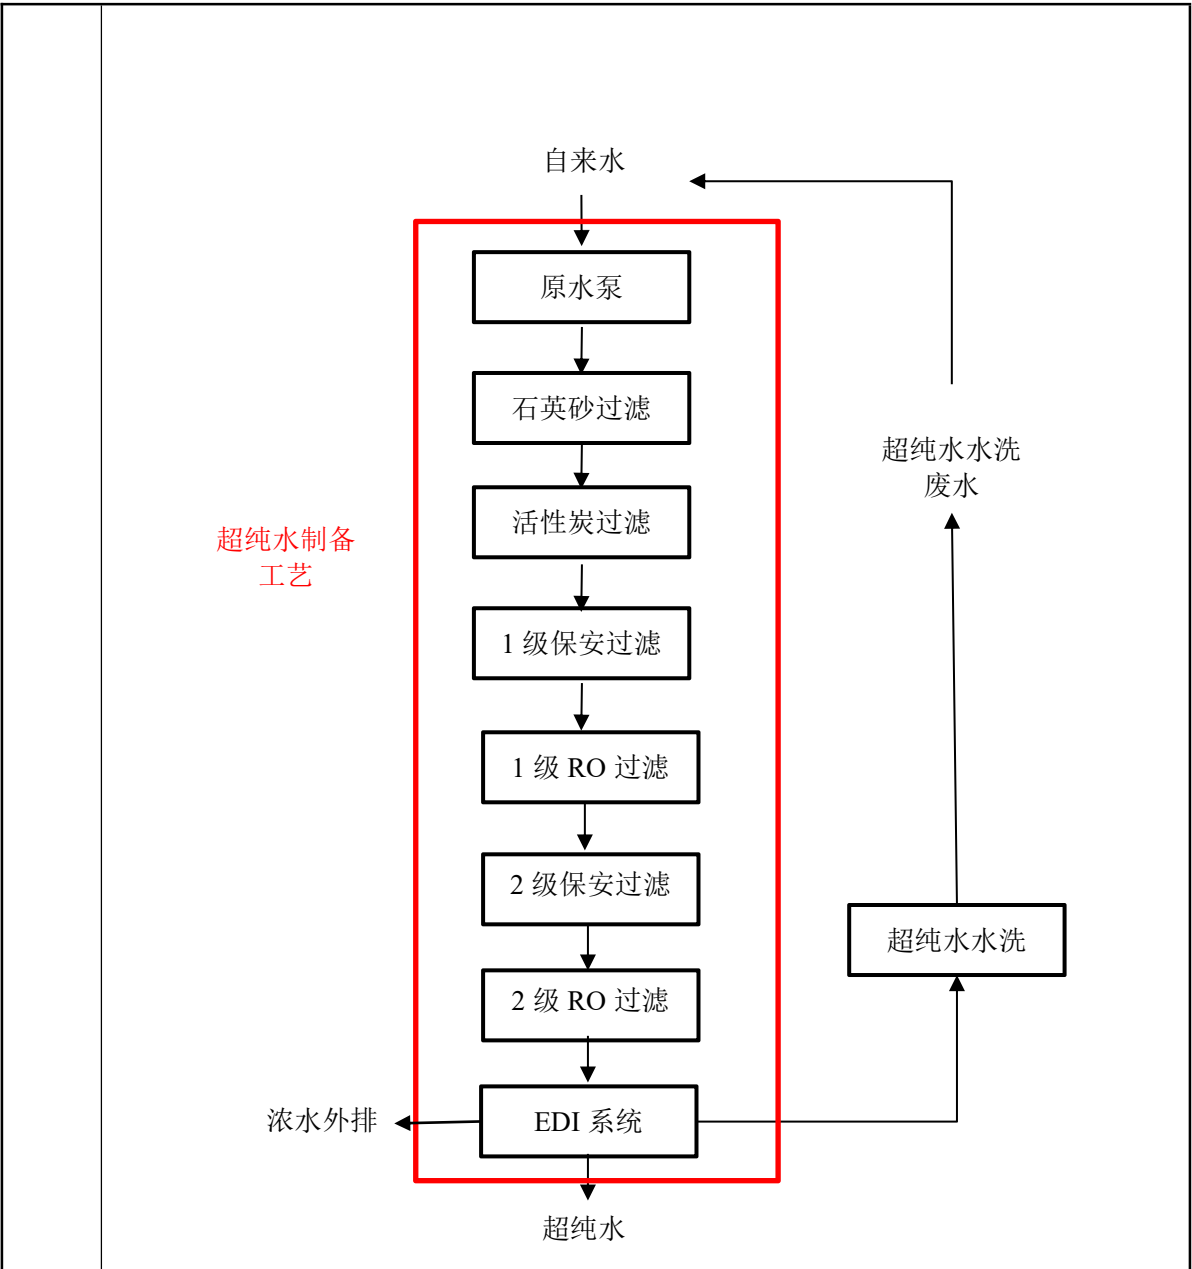 自来水
原水泵
石英砂过滤
活性炭过滤
1 级保安过滤
1 级 RO 过滤
2 级保安过滤
2 级 RO 过滤
EDI 系统
浓水外排
超纯水
超纯水制备
工艺
超纯水水洗
废水
超纯水水洗